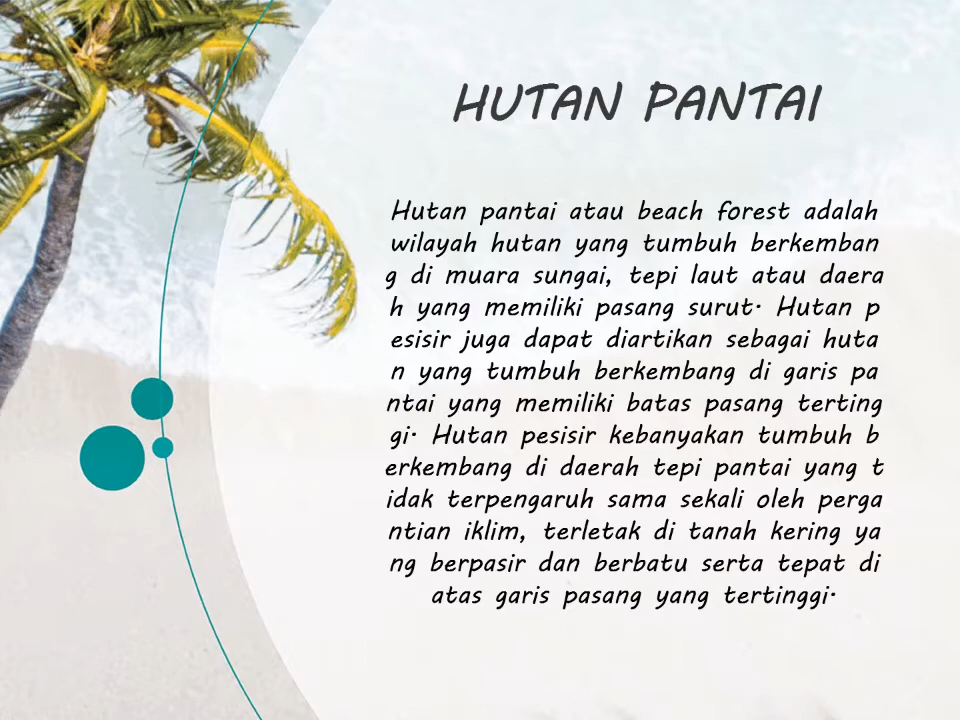 HUTAN PANTAI
Hutan pantai atau beach forest adalah
wilayah hutan yang tumbuh berkemban
g di muara sungai, tepi laut atau daera
h yang memiliki pasang surut. Hutan p
esisir juga dapat diartikan sebagai huta
n yang tumbuh berkembang di garis pa
ntai yang memiliki batas pasang terting
gi. Hutan pesisir kebanyakan tumbuh b
erkembang di daerah tepi pantai yang t
idak terpengaruh sama sekali oleh perga
ntian iklim, terletak di tanah kering ya
ng berpasir dan berbatu serta tepat di
atas garis pasang yang tertinggi.